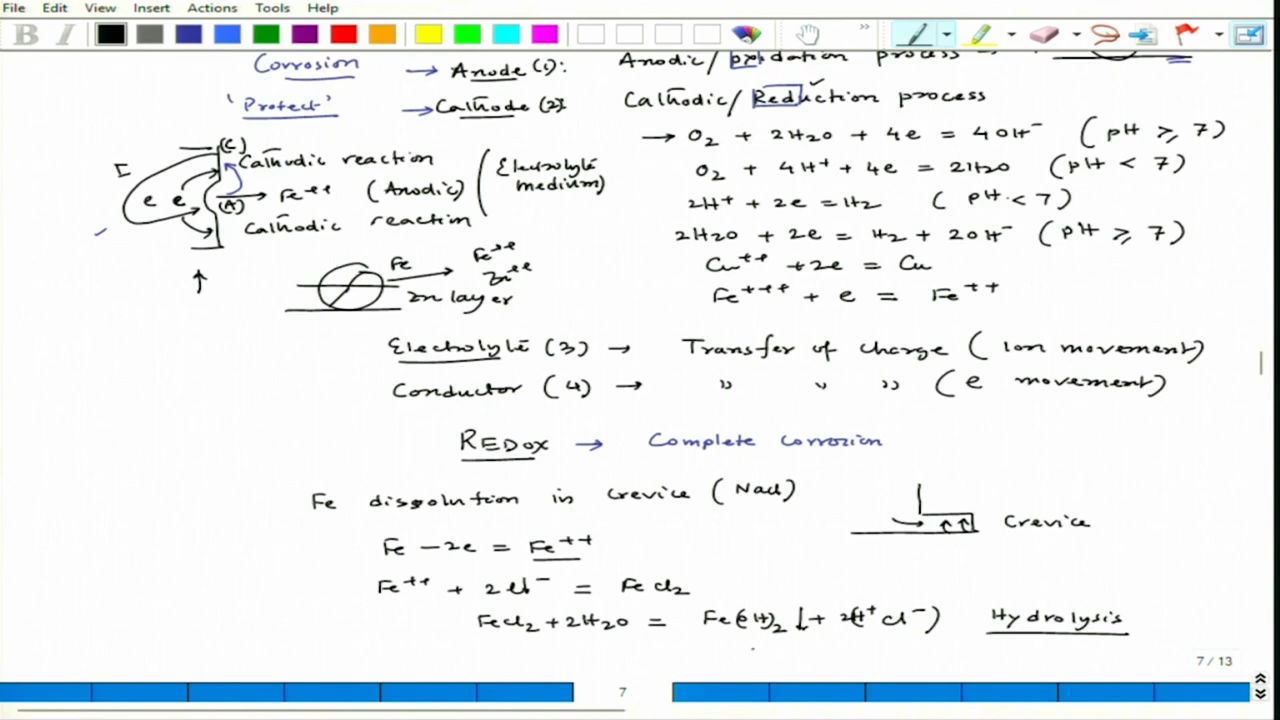 File Edit View Insert Actions Tools Help
B I
Corrosion → Anode (1): Anodic/oxidation process
'Protect' → Cathode (2): Cathodic/Reduction process
→ O2 + 2H2O + 4e = 4OH⁻ (pH ≥ 7)
O2 + 4H⁺ + 4e = 2H2O (pH < 7)
2H⁺ + 2e = H2 (pH < 7)
2H2O + 2e = H2 + 2OH⁻ (pH ≥ 7)
Cu⁺⁺ + 2e = Cu
Fe⁺⁺⁺ + e = Fe⁺⁺
(C)
I Cathodic reaction
e e Fe⁺⁺ (Anodic) (Electrolyte medium)
(A)
Cathodic reaction
Fe Fe⁺⁺
Zn⁺⁺
Zn layer
Electrolyte (3) → Transfer of charge (Ion movement)
Conductor (4) → " " " (e movement)
REDOX → Complete corrosion
Fe dissolution in crevice (NaCl)
Crevice
Fe - 2e = Fe⁺⁺
Fe⁺⁺ + 2Cl⁻ = FeCl2
FeCl2 + 2H2O = Fe(OH)2 ↓ + 2(H⁺Cl⁻) Hydrolysis
7 / 13
7